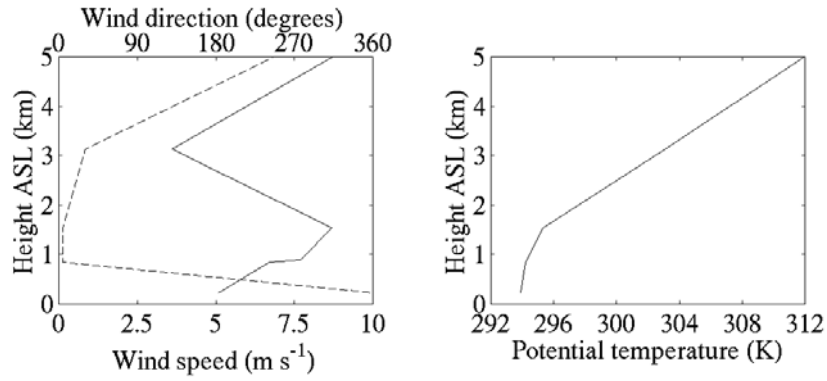 Wind direction (degrees)
0 90 180 270 360
5
4
3
2
1
0
Height ASL (km)
0 2.5 5 7.5 10
Wind speed (m s⁻¹)
5
4
3
2
1
0
Height ASL (km)
292 296 300 304 308 312
Potential temperature (K)